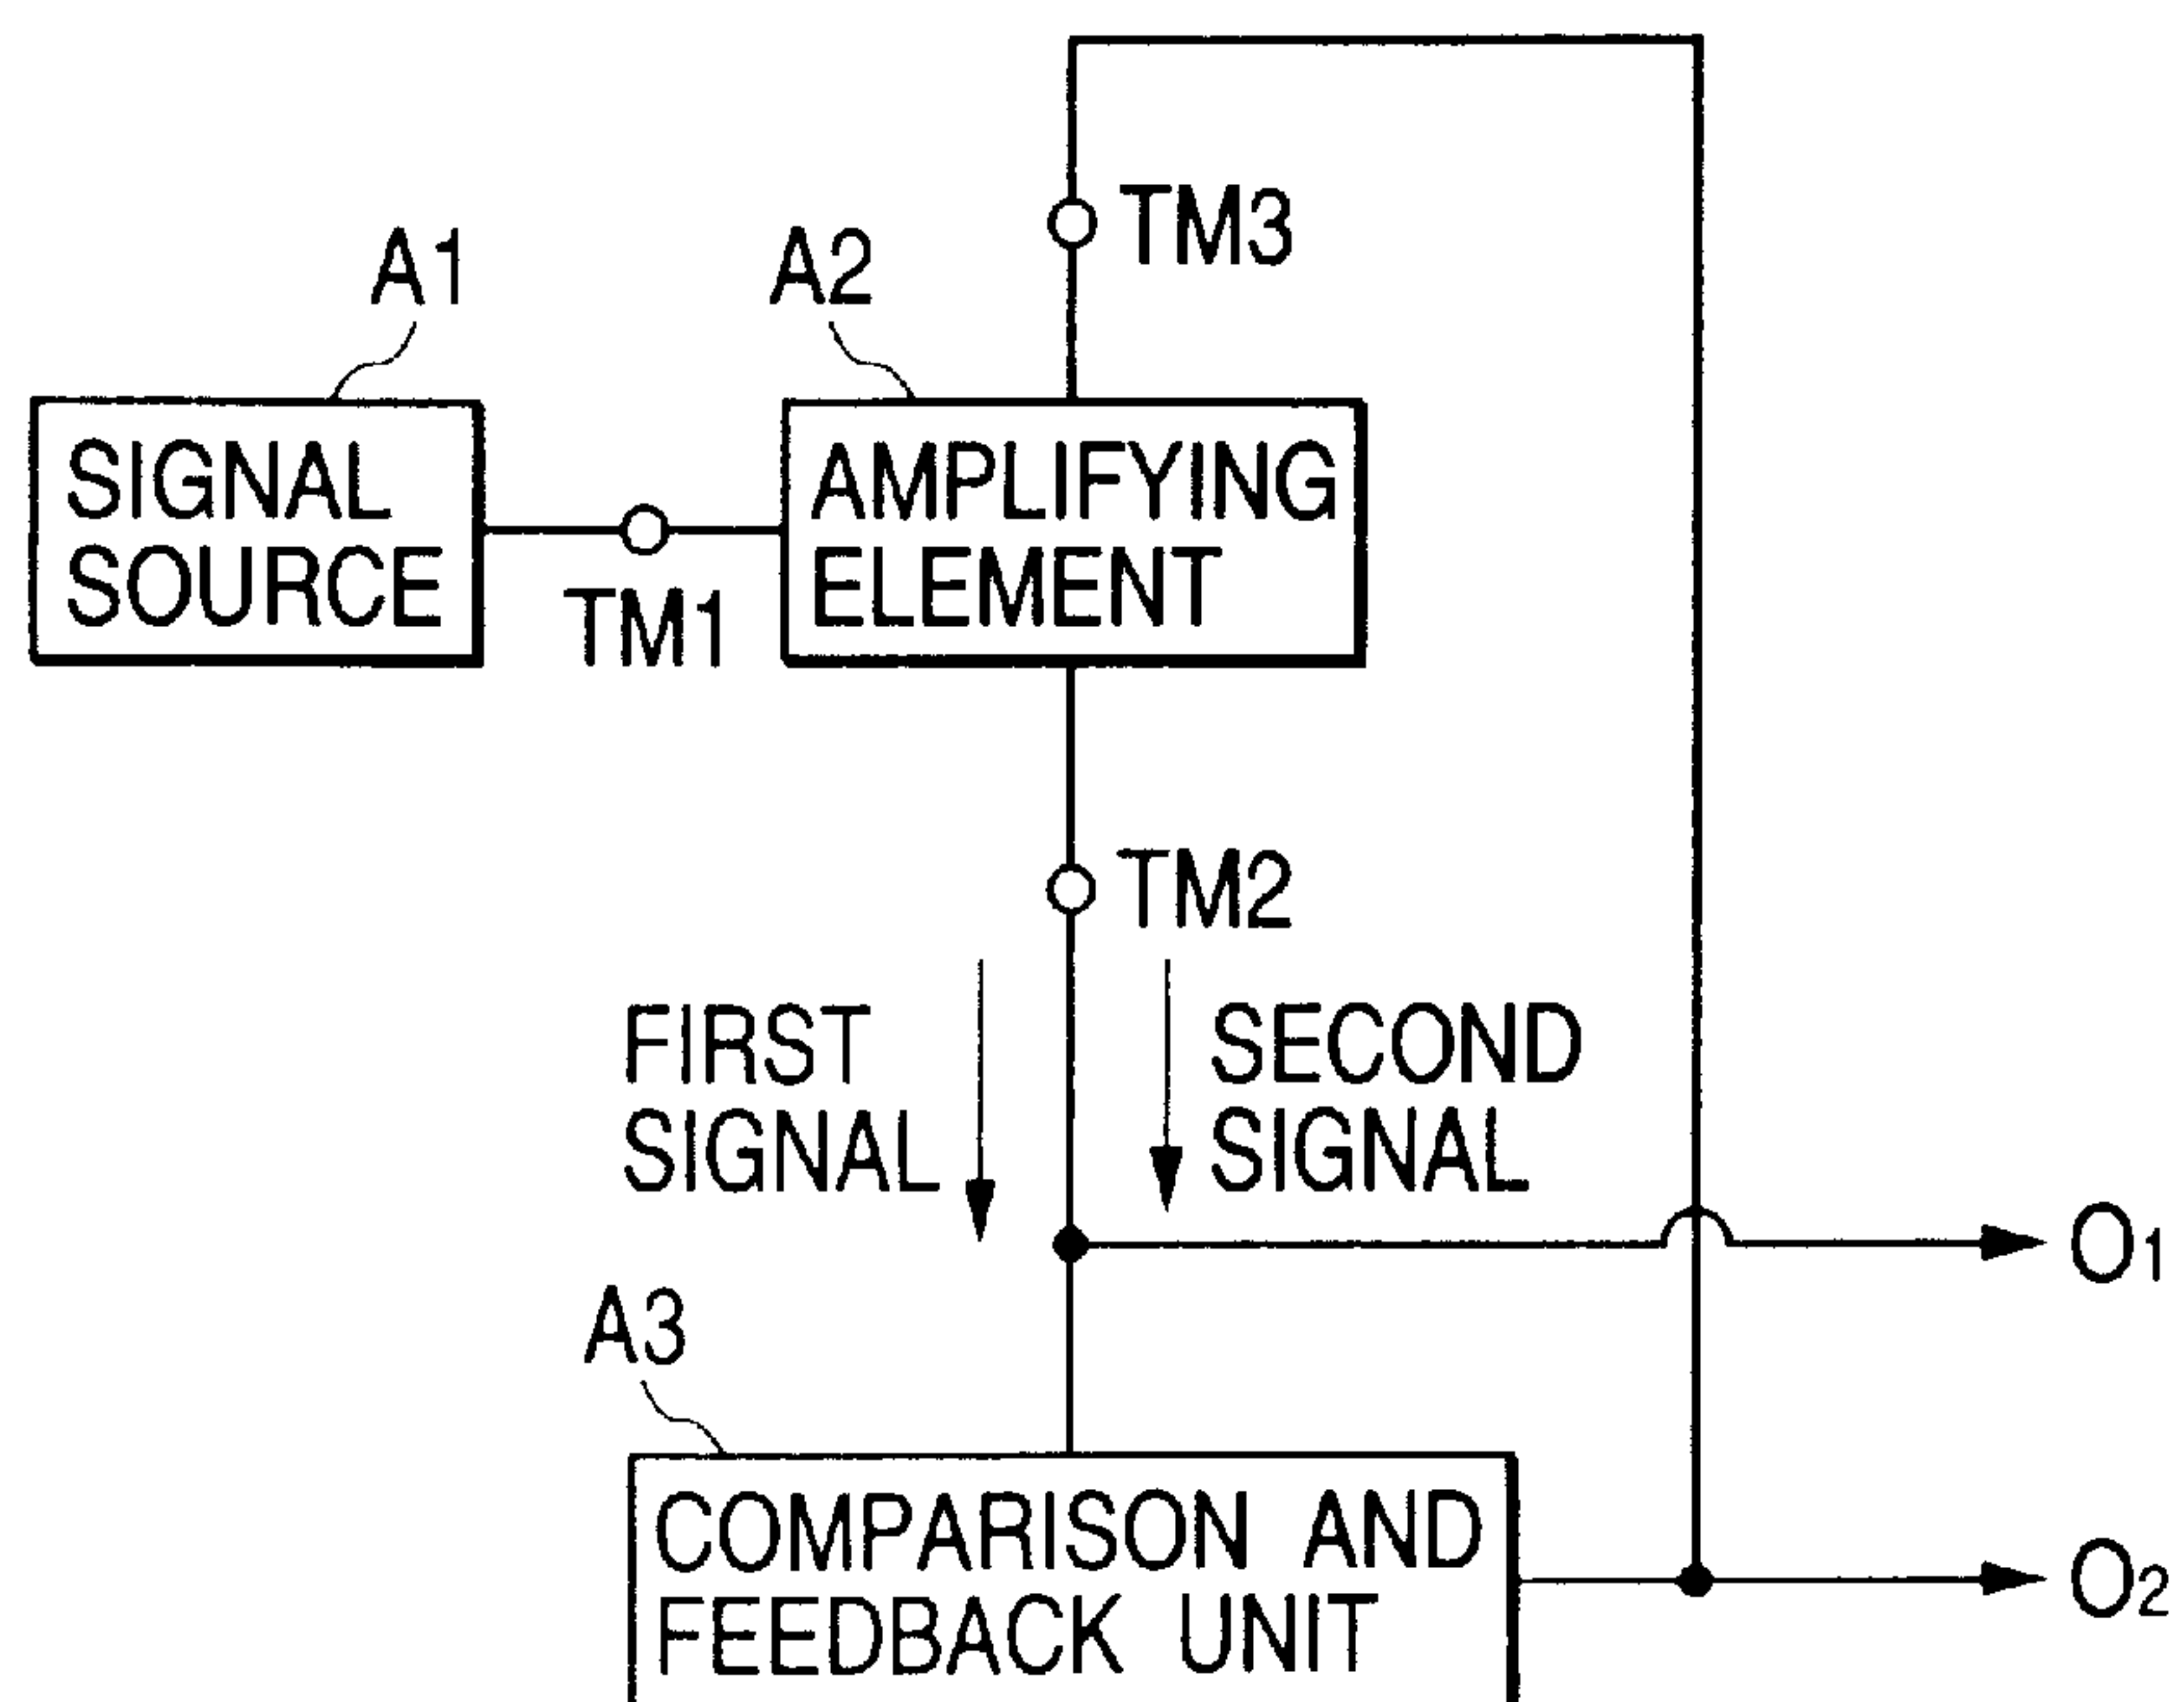 TM3
A1
A2
SIGNAL
SOURCE
AMPLIFYING
ELEMENT
TM1
TM2
FIRST
SIGNAL
SECOND
SIGNAL
O1
A3
COMPARISON AND
FEEDBACK UNIT
O2